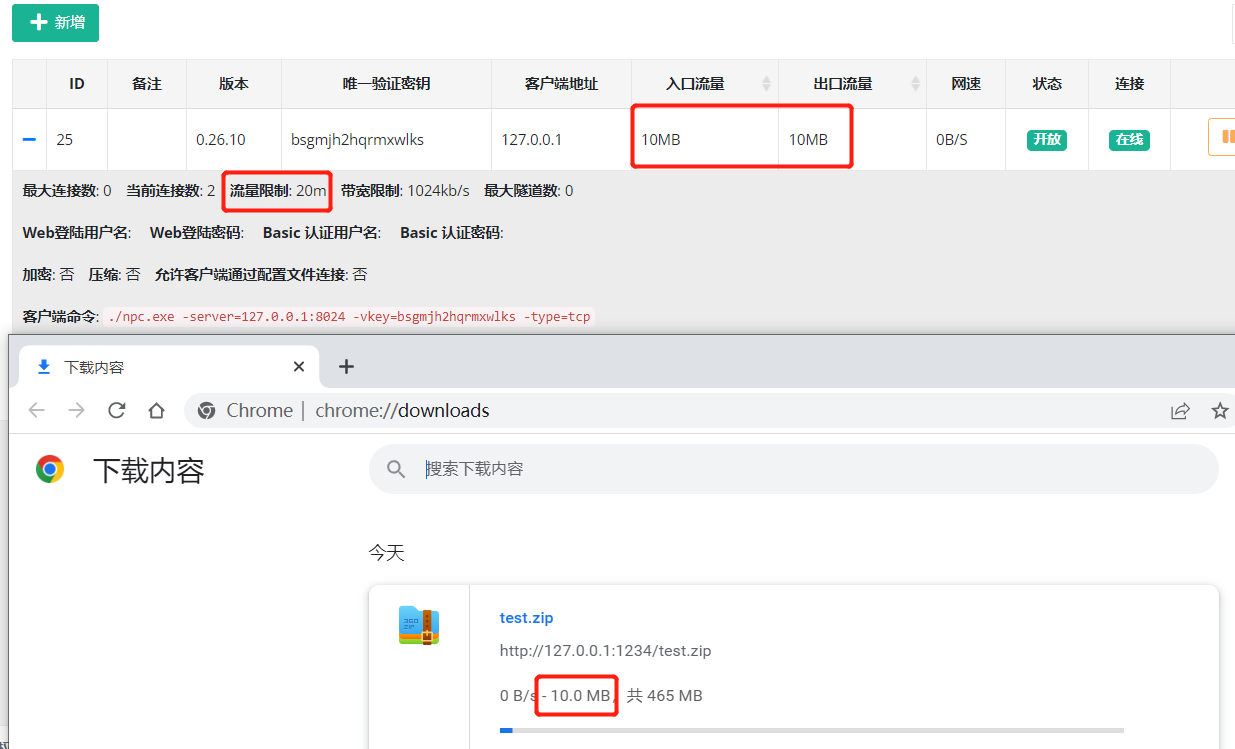 新增
ID 备注 版本 唯一验证密钥 客户端地址 入口流量 出口流量 网速 状态 连接
25 0.26.10 bsgmjh2hqrmxwlks 127.0.0.1 10MB 10MB 0B/S 开放 在线
最大连接数: 0 当前连接数: 2 流量限制: 20m 带宽限制: 1024kb/s 最大隧道数: 0
Web登陆用户名: Web登陆密码: Basic 认证用户名: Basic 认证密码:
加密: 否 压缩: 否 允许客户端通过配置文件连接: 否
客户端命令: ./npc.exe -server=127.0.0.1:8024 -vkey=bsgmjh2hqrmxwlks -type=tcp
下载内容
Chrome | chrome://downloads
下载内容 搜索下载内容
今天
360 ZIP
test.zip
http://127.0.0.1:1234/test.zip
0 B/s - 10.0 MB, 共 465 MB